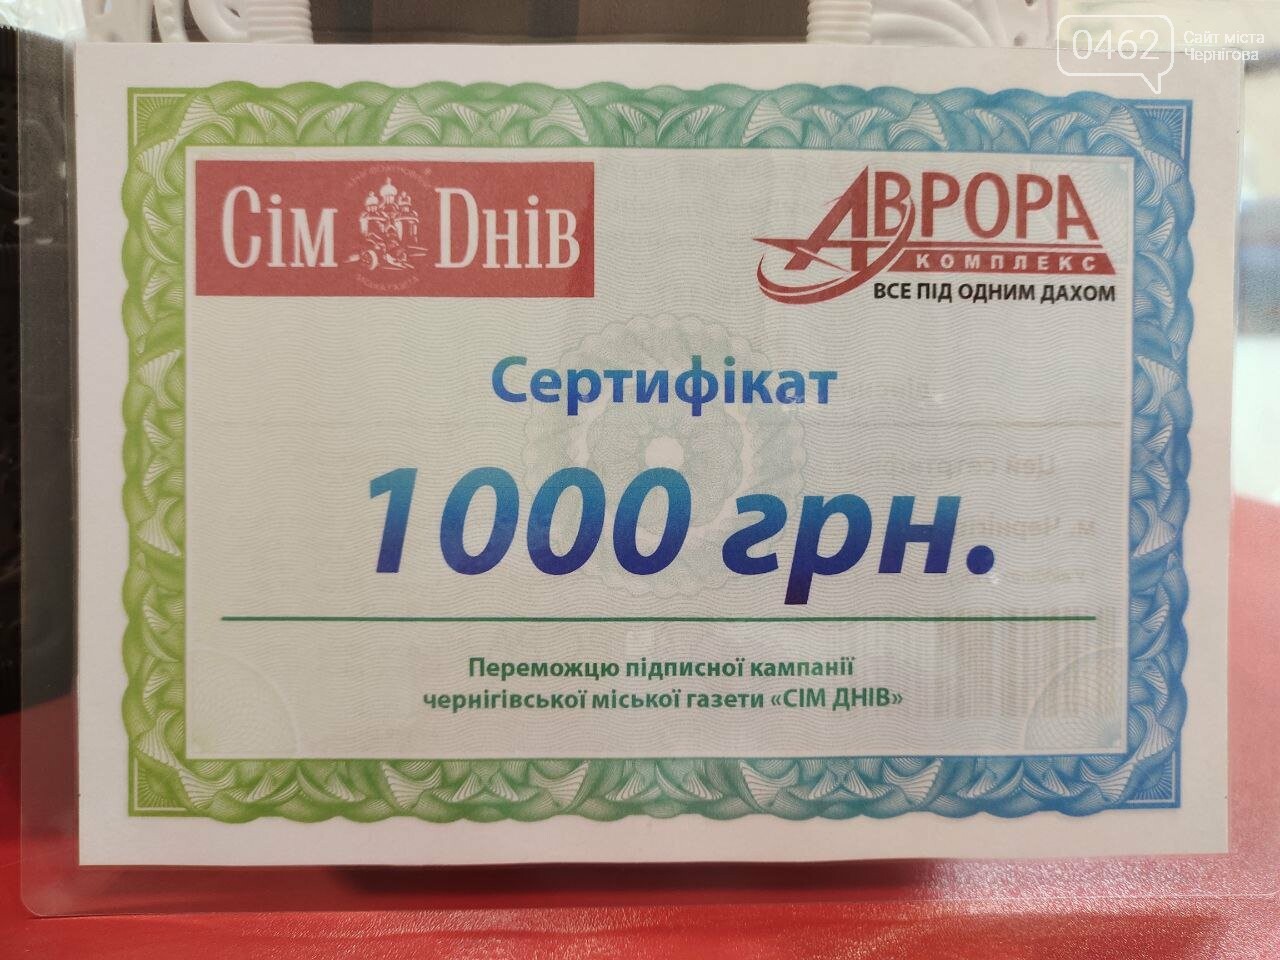 0462
Сайт міста
Чернігова
Сім Днів
АВРОРА
КОМПЛЕКС
ВСЕ ПІД ОДНИМ ДАХОМ
Сертифікат
1000 грн.
Переможцю підписної кампанії
чернігівської міської газети «СІМ ДНІВ»